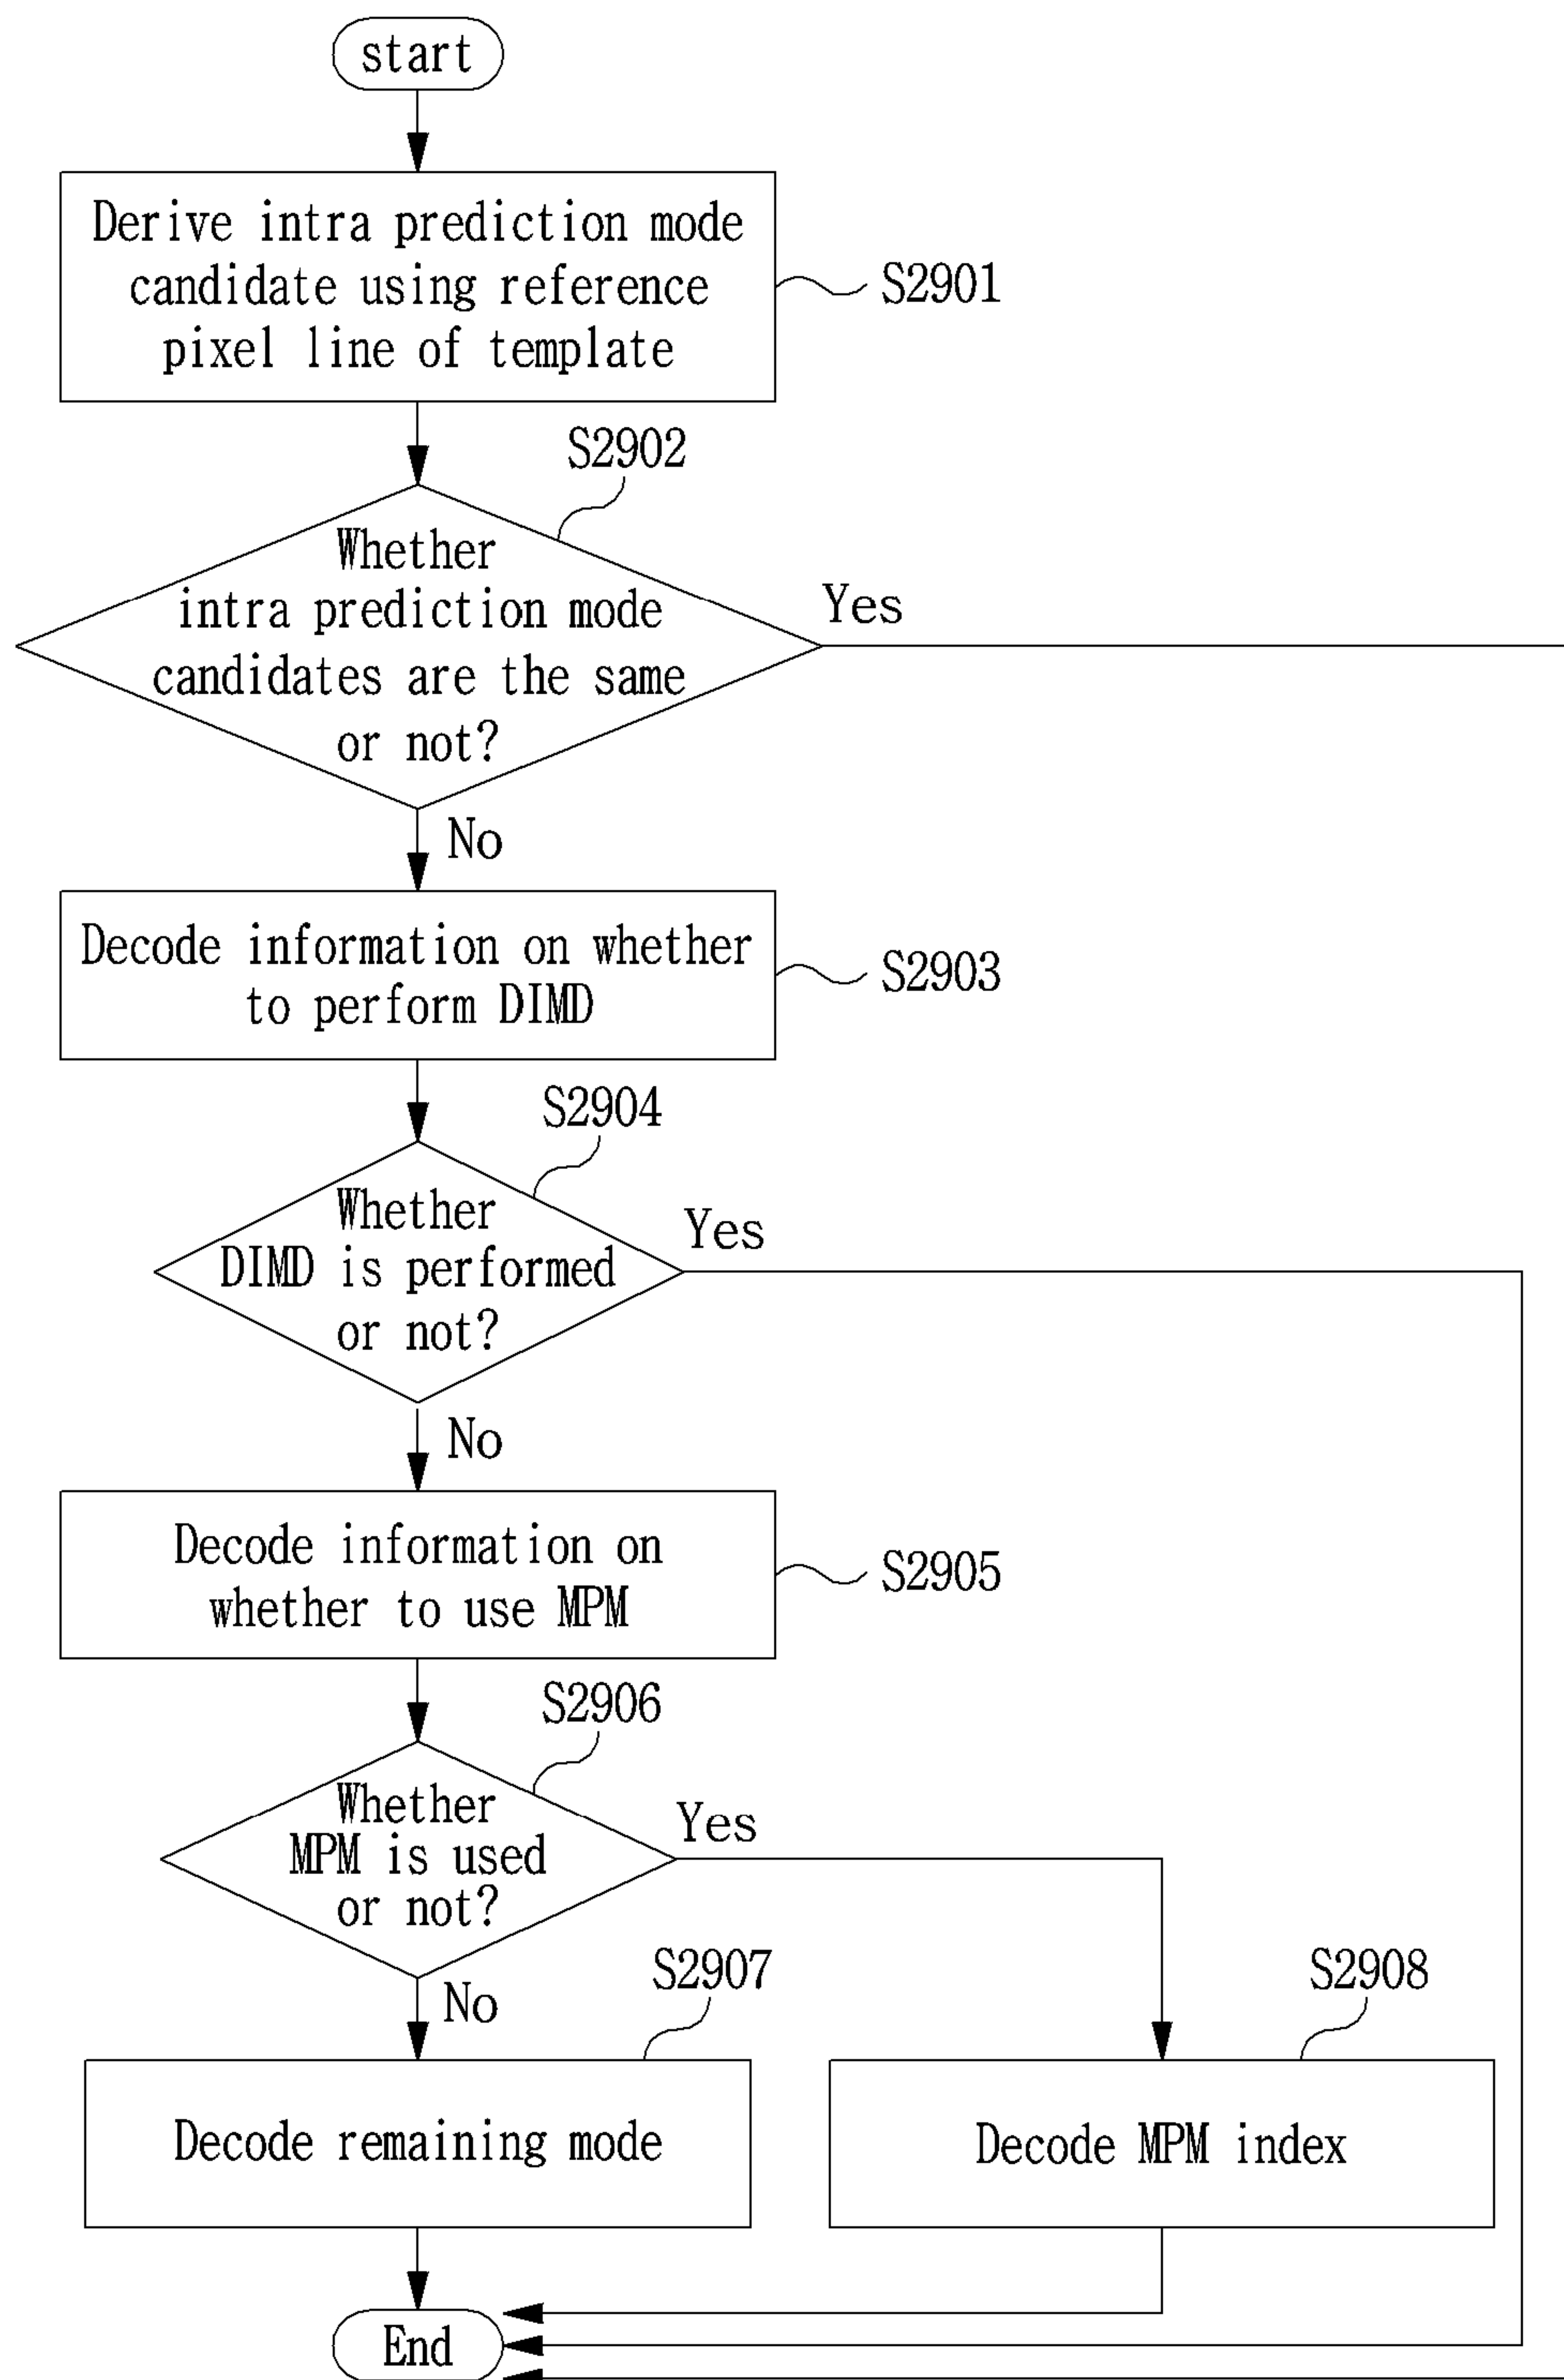 start
Derive intra prediction mode
candidate using reference
pixel line of template
S2901
S2902
Whether
intra prediction mode
candidates are the same
or not?
Yes
No
Decode information on whether
to perform DIMD
S2903
S2904
Whether
DIMD is performed
or not?
Yes
No
Decode information on
whether to use MPM
S2905
S2906
Whether
MPM is used
or not?
Yes
No
S2907
S2908
Decode remaining mode
Decode MPM index
End